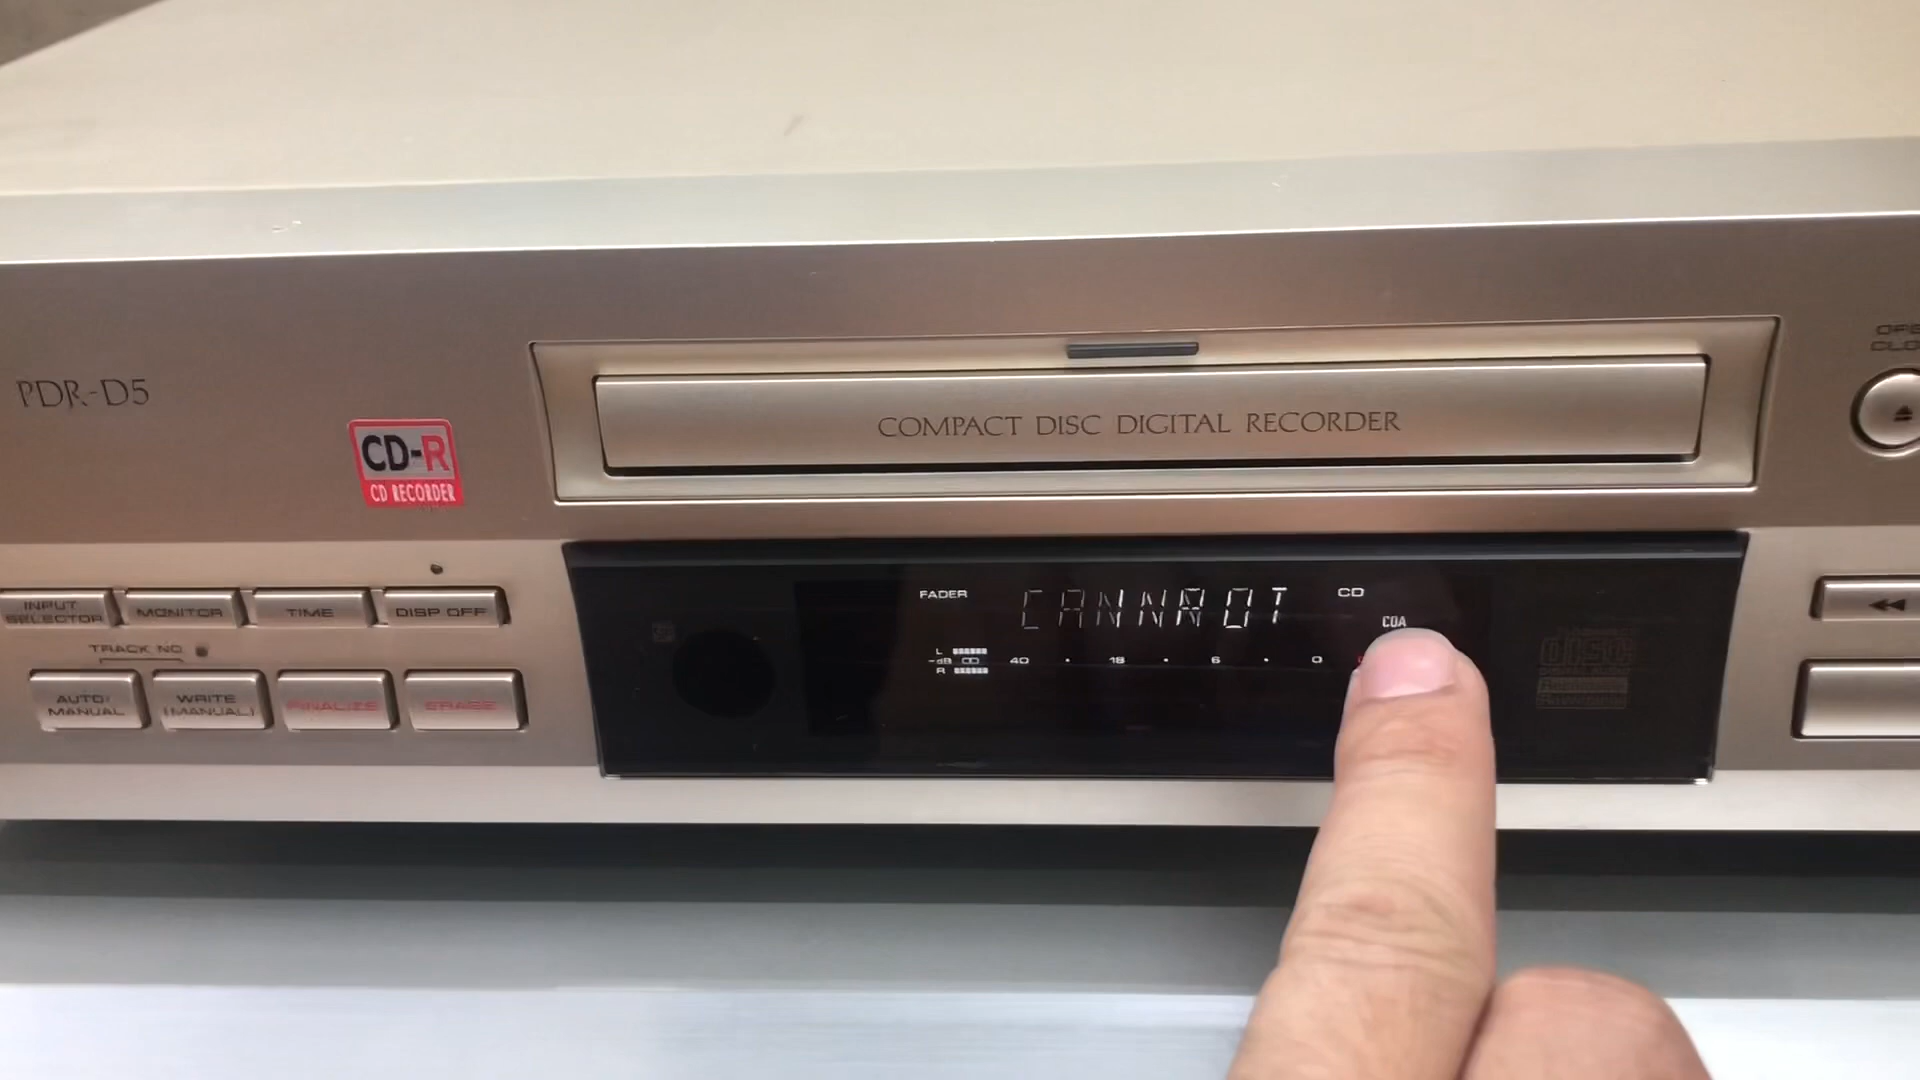 PDR-D5
CD-R
CD RECORDER
COMPACT DISC DIGITAL RECORDER
INPUT SELECTOR
MONITOR
TIME
DISP OFF
TRACK NO.
AUTO/
MANUAL
WRITE
(MANUAL)
FINALIZE
ERASE
FADER
CD
COA
L
-dB
R
∞ 40 · 18 · 6 · 0
disc